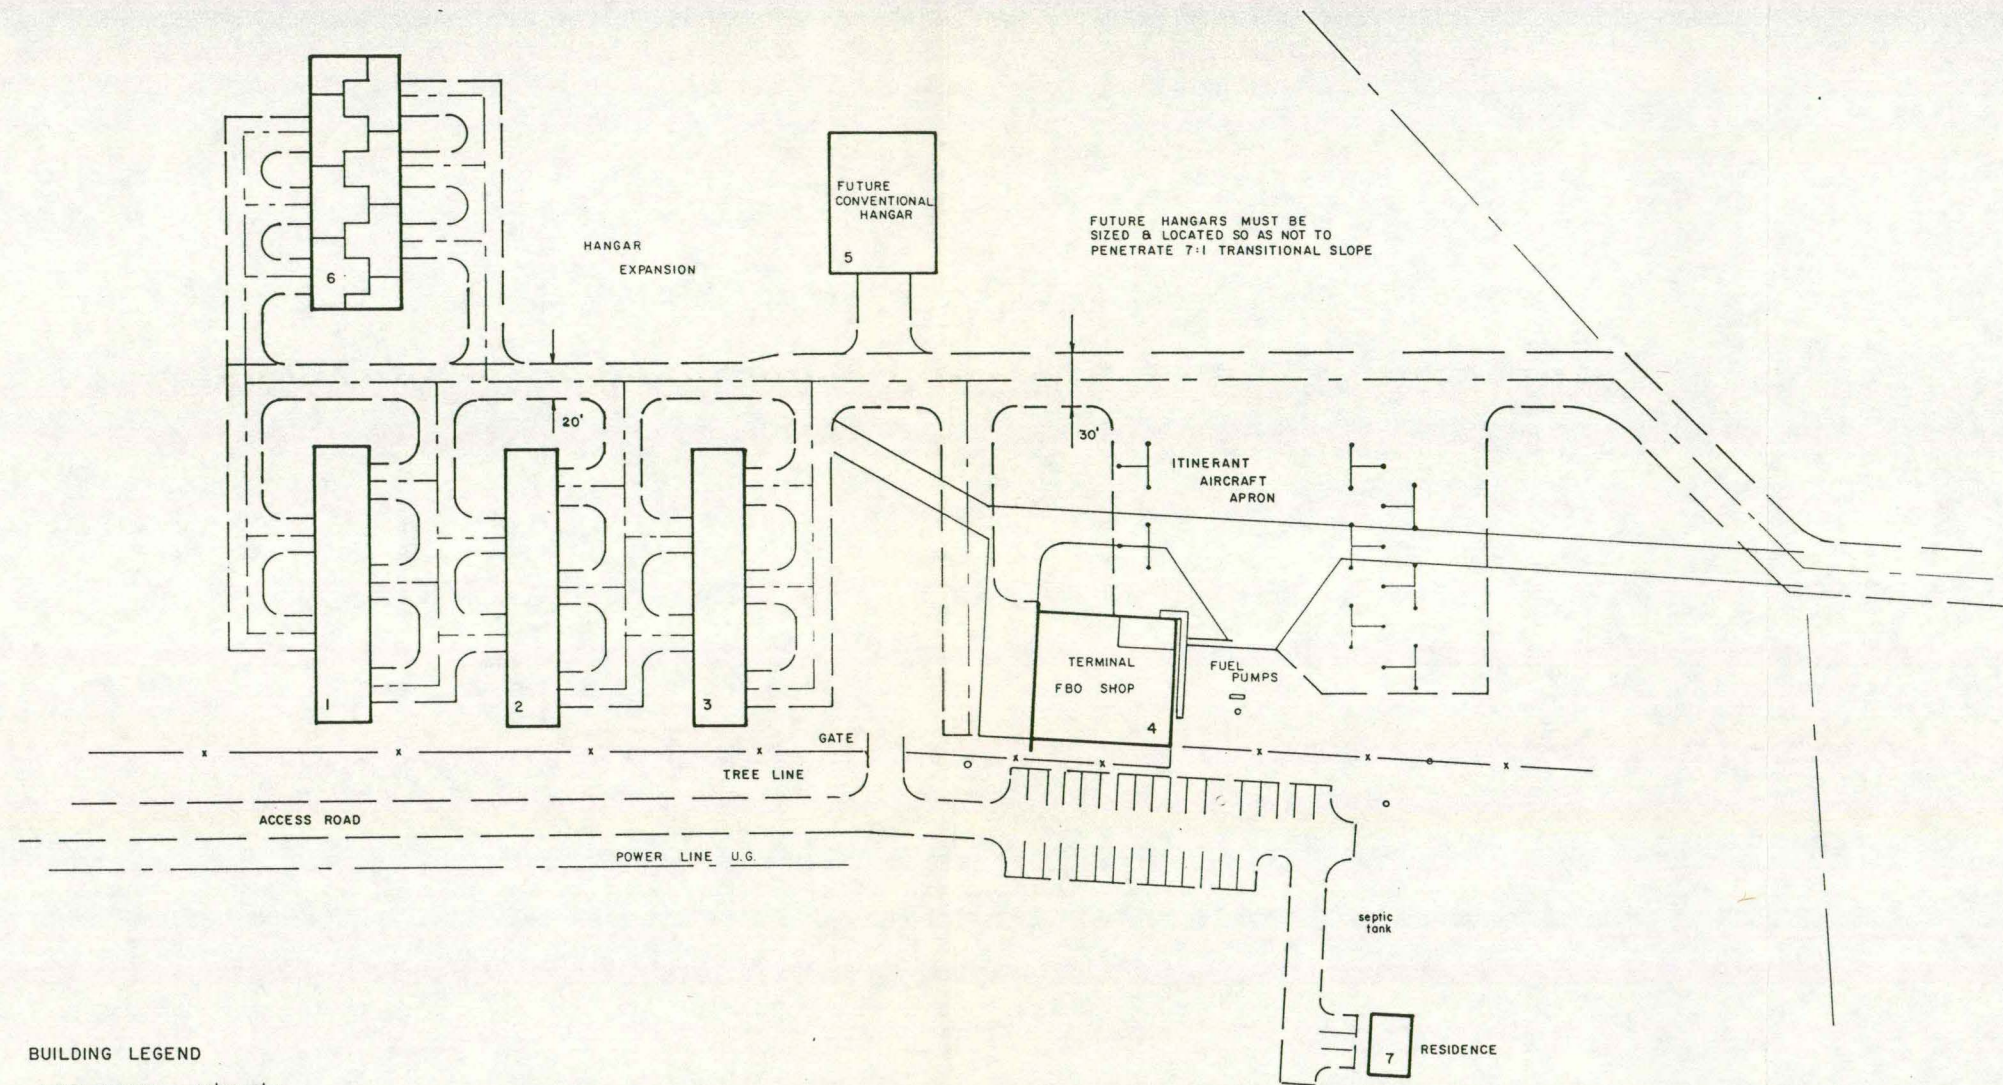 FUTURE
CONVENTIONAL
HANGAR
5
FUTURE HANGARS MUST BE
SIZED & LOCATED SO AS NOT TO
PENETRATE 7:1 TRANSITIONAL SLOPE
HANGAR
EXPANSION
6
20'
30'
ITINERANT
AIRCRAFT
APRON
TERMINAL
FBO SHOP
4
FUEL
PUMPS
1
2
3
GATE
x x x x
x x x x x
TREE LINE
ACCESS ROAD
POWER LINE U.G.
septic
tank
7
RESIDENCE
BUILDING LEGEND